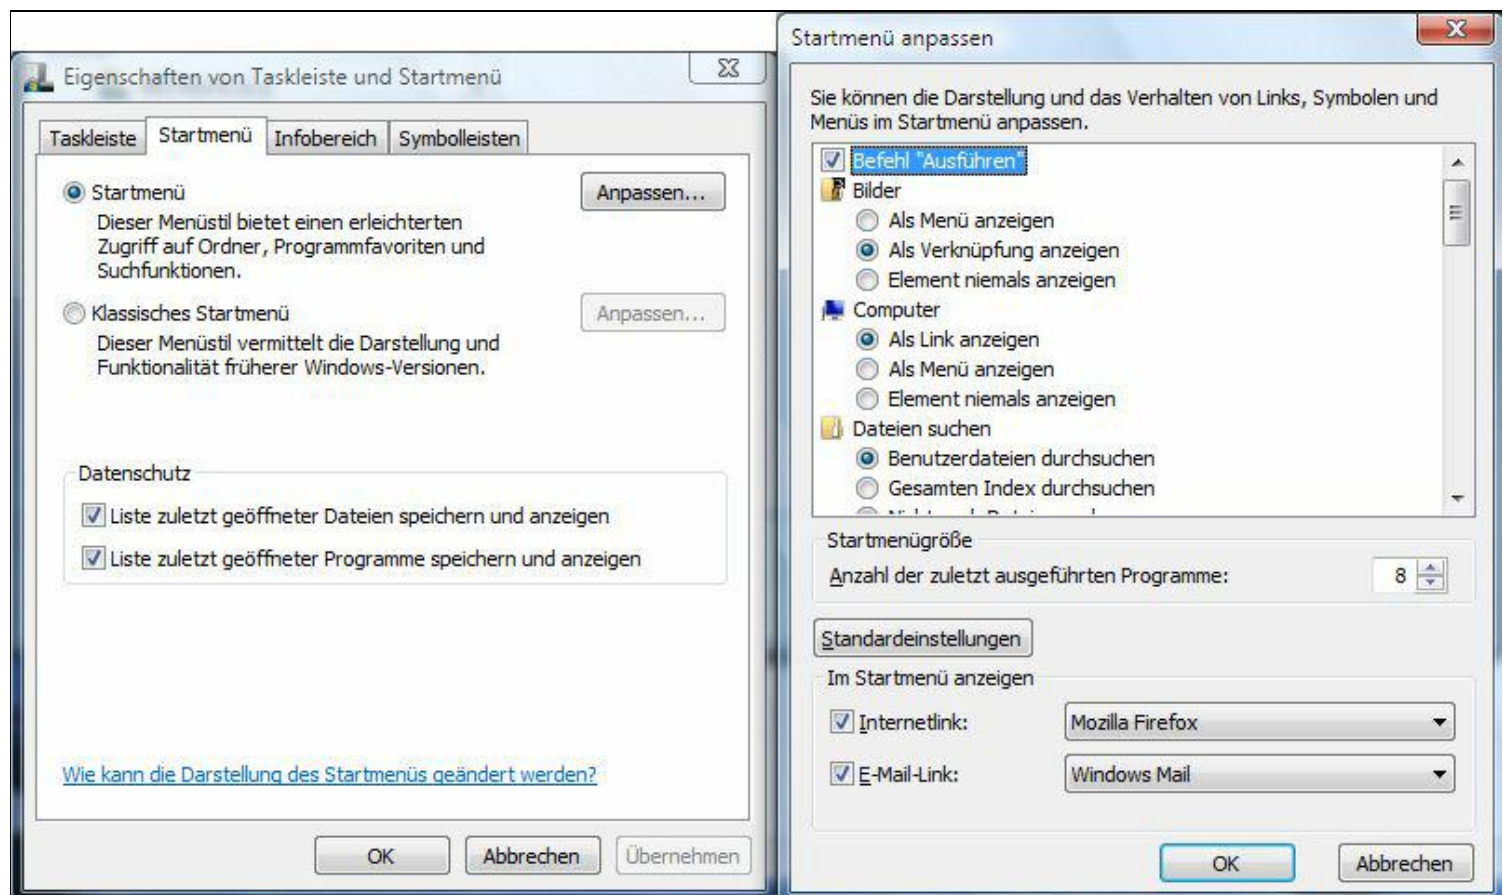 Eigenschaften von Taskleiste und Startmenü
Taskleiste
Startmenü
Infobereich
Symbolleisten
Startmenü
Anpassen...
Dieser Menüstil bietet einen erleichterten
Zugriff auf Ordner, Programmfavoriten und
Suchfunktionen.
Klassisches Startmenü
Anpassen...
Dieser Menüstil vermittelt die Darstellung und
Funktionalität früherer Windows-Versionen.
Datenschutz
Liste zuletzt geöffneter Dateien speichern und anzeigen
Liste zuletzt geöffneter Programme speichern und anzeigen
Wie kann die Darstellung des Startmenüs geändert werden?
OK
Abbrechen
Übernehmen
Startmenü anpassen
Sie können die Darstellung und das Verhalten von Links, Symbolen und
Menüs im Startmenü anpassen.
Befehl "Ausführen"
Bilder
Als Menü anzeigen
Als Verknüpfung anzeigen
Element niemals anzeigen
Computer
Als Link anzeigen
Als Menü anzeigen
Element niemals anzeigen
Dateien suchen
Benutzerdateien durchsuchen
Gesamten Index durchsuchen
Startmenügröße
Anzahl der zuletzt ausgeführten Programme:
8
Standardeinstellungen
Im Startmenü anzeigen
Internetlink:
Mozilla Firefox
E-Mail-Link:
Windows Mail
OK
Abbrechen